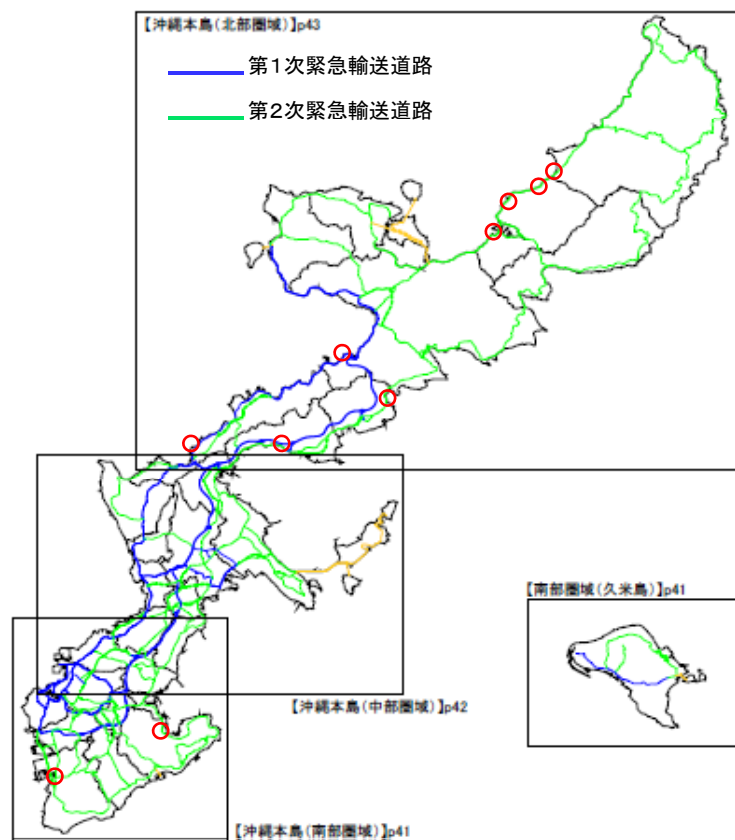 【沖縄本島(北部圏域)】p43
第1次緊急輸送道路
第2次緊急輸送道路
【南部圏域(久米島)】p41
【沖縄本島(中部圏域)】p42
【沖縄本島(南部圏域)】p41